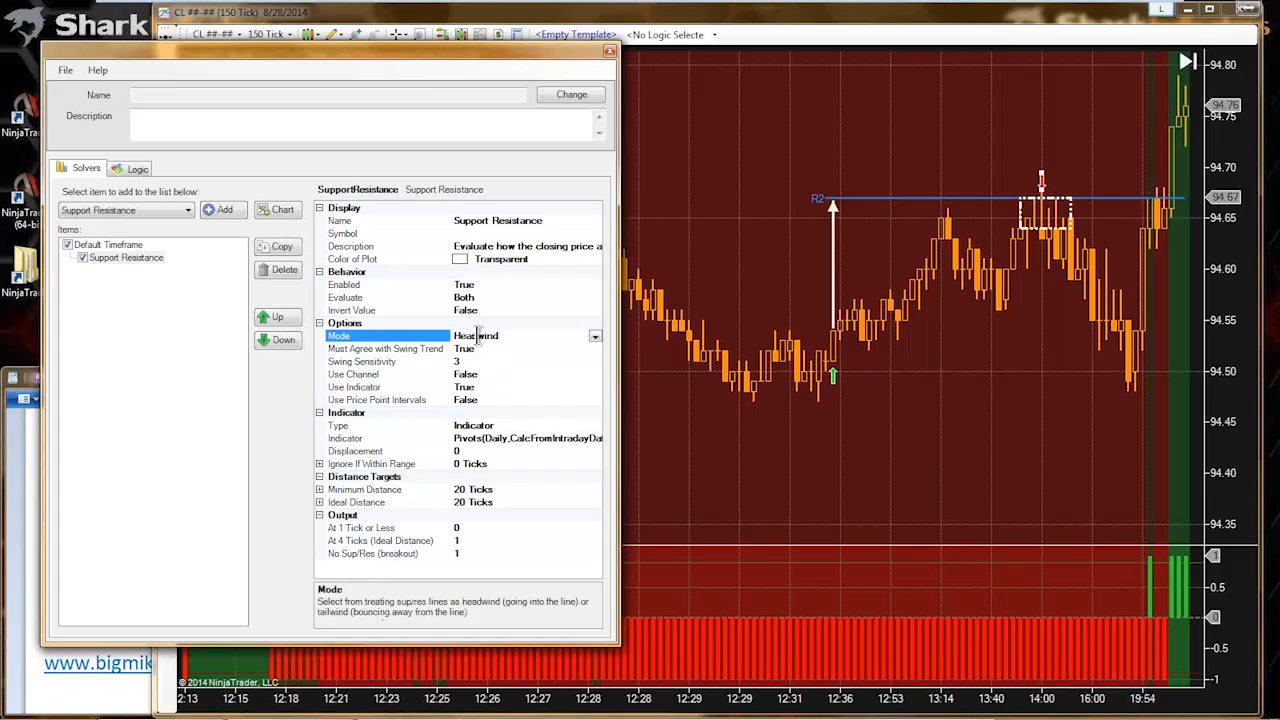 Shark
CL ##-## (150 Tick) 8/28/2014
L
CL ##-##
150 Tick
<Empty Template>
<No Logic Selecte
File
Help
Name
Change
Description
Solvers
Logic
Select item to add to the list below:
Support Resistance
Add
Chart
Items:
Default Timeframe
Support Resistance
Copy
Delete
Up
Down
SupportResistance Support Resistance
Display
Name Support Resistance
Symbol
Description Evaluate how the closing price a
Color of Plot Transparent
Behavior
Enabled True
Evaluate Both
Invert Value False
Options
Mode Headwind
Must Agree with Swing Trend True
Swing Sensitivity 3
Use Channel False
Use Indicator True
Use Price Point Intervals False
Indicator
Type Indicator
Indicator Pivots(Daily,CalcFromIntradayDa
Displacement 0
Ignore If Within Range 0 Ticks
Distance Targets
Minimum Distance 20 Ticks
Ideal Distance 20 Ticks
Output
At 1 Tick or Less 0
At 4 Ticks (Ideal Distance) 1
No Sup/Res (breakout) 1
Mode
Select from treating sup/res lines as headwind (going into the line) or
tailwind (bouncing away from the line)
NinjaTra
NinjaTra
(64-bi
NinjaTra
www.bigmik
R2
94.80
94.76
94.75
94.70
94.67
94.65
94.60
94.55
94.50
94.45
94.40
94.35
1
0.5
0
-0.5
-1
© 2014 NinjaTrader, LLC
12:13 12:16 12:18 12:21 12:23 12:25 12:26 12:27 12:29 12:31 12:36 12:53 13:14 13:40 14:00 16:00 19:54